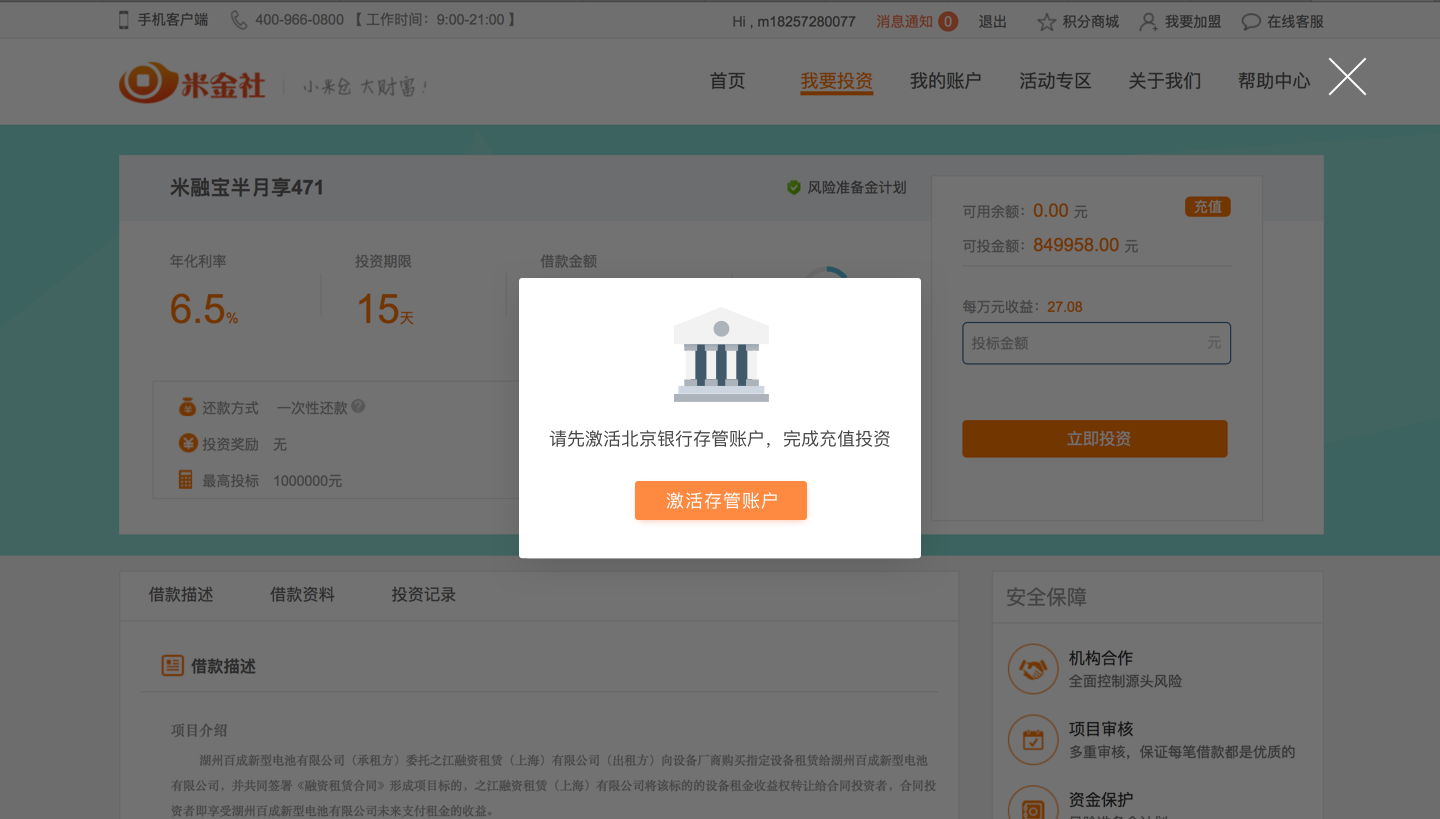 手机客户端 400-966-0800 【 工作时间：9:00-21:00 】 Hi , m18257280077 消息通知 0 退出 积分商城 我要加盟 在线客服
米金社 小米仓 大财富！ 首页 我要投资 我的账户 活动专区 关于我们 帮助中心
米融宝半月享471 风险准备金计划
可用余额：0.00 元 充值
可投金额：849958.00 元
年化利率 投资期限 借款金额
6.5% 15天
每万元收益：27.08
投标金额 元
还款方式 一次性还款
投资奖励 无
最高投标 1000000元
立即投资
请先激活北京银行存管账户，完成充值投资
激活存管账户
借款描述 借款资料 投资记录
借款描述
项目介绍
湖州百成新型电池有限公司（承租方）委托之江融资租赁（上海）有限公司（出租方）向设备厂商购买指定设备租赁给湖州百成新型电池
有限公司，并共同签署《融资租赁合同》形成项目标的，之江融资租赁（上海）有限公司将该标的的设备租金收益权转让给合同投资者，合同投
资者即享受湖州百成新型电池有限公司未来支付租金的收益。
安全保障
机构合作
全面控制源头风险
项目审核
多重审核，保证每笔借款都是优质的
资金保护